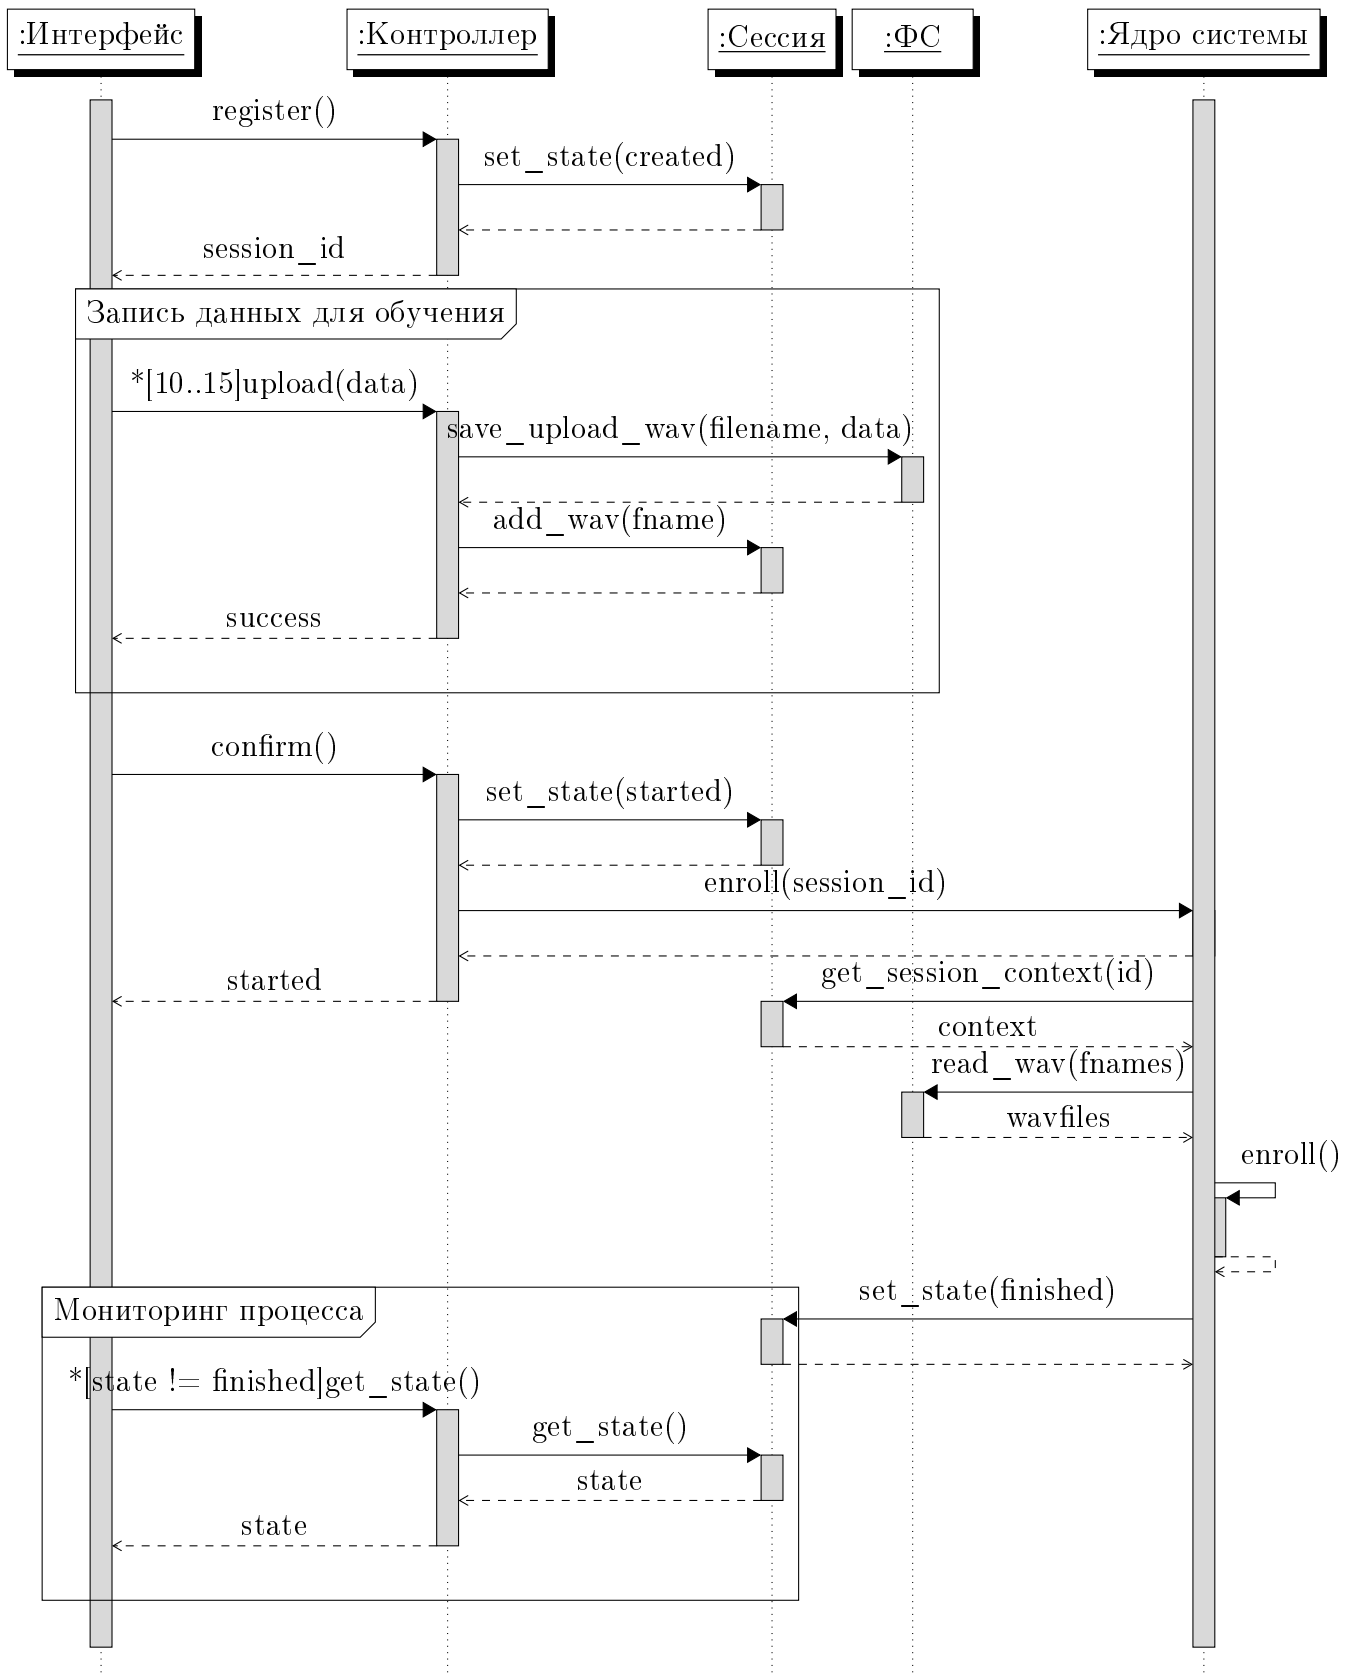 :Интерфейс
:Контроллер
:Сессия
:ФС
:Ядро системы
register()
set_state(created)
session_id
Запись данных для обучения
*[10..15]upload(data)
save_upload_wav(filename, data)
add_wav(fname)
success
confirm()
set_state(started)
enroll(session_id)
started
get_session_context(id)
context
read_wav(fnames)
wavfiles
enroll()
set_state(finished)
Мониторинг процесса
*[state != finished]get_state()
get_state()
state
state